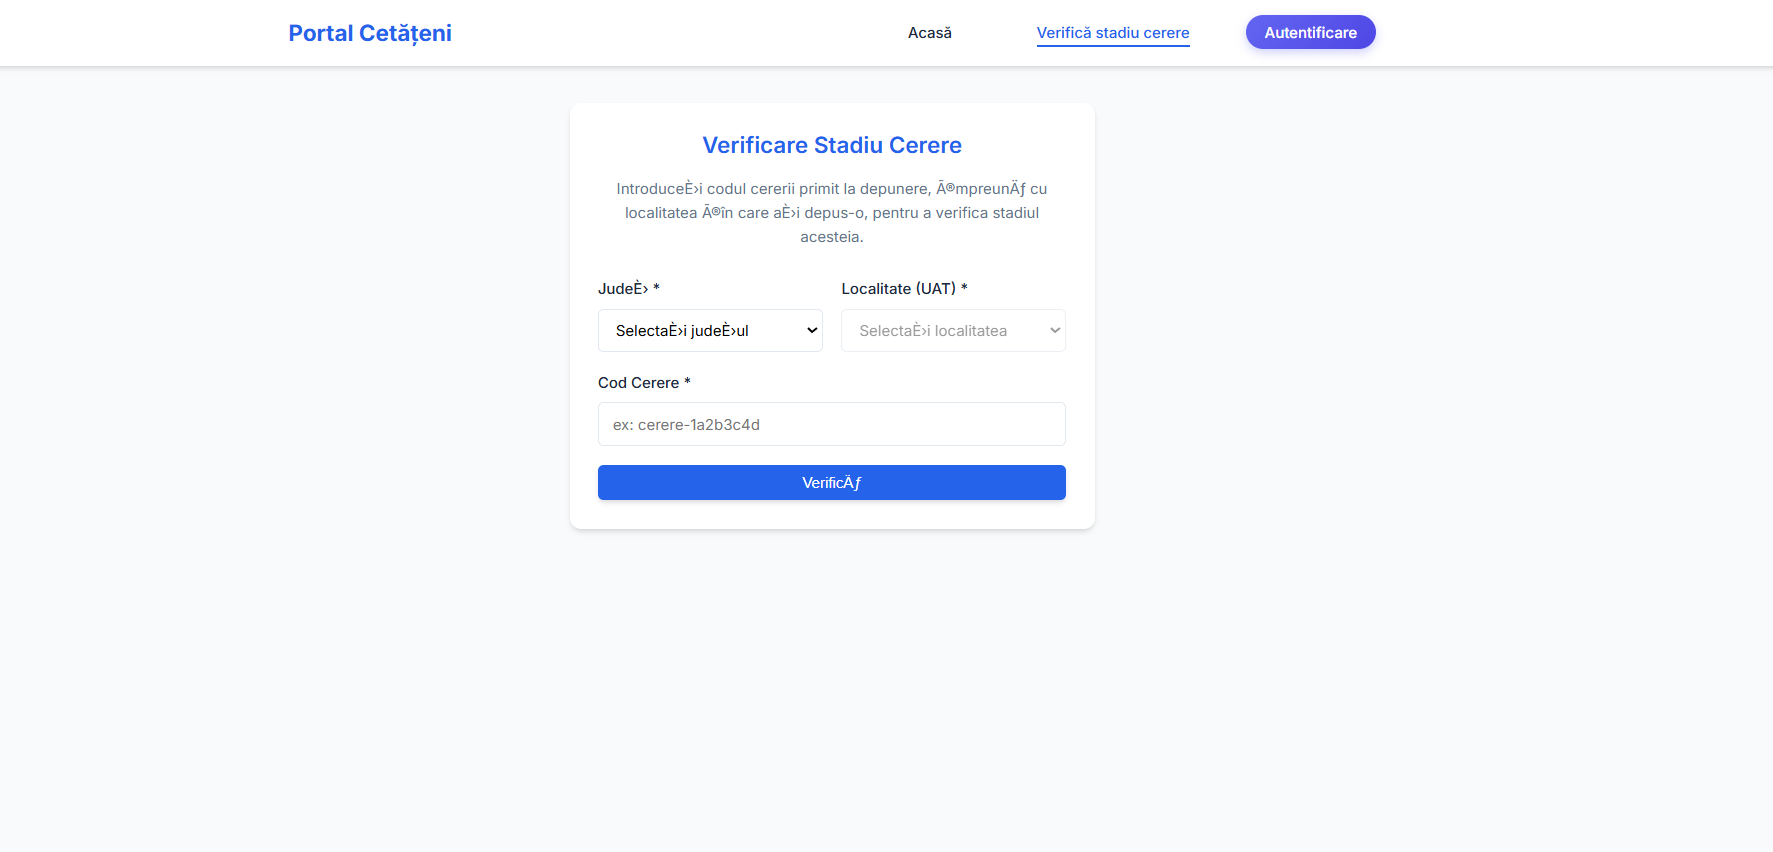 Portal Cetățeni
Acasă
Verifică stadiu cerere
Autentificare
Verificare Stadiu Cerere
IntroduceÈ›i codul cererii primit la depunere, Ã®mpreunÄƒ cu
localitatea Ã®în care aÈ›i depus-o, pentru a verifica stadiul
acesteia.
JudeÈ› *
Localitate (UAT) *
SelectaÈ›i judeÈ›ul
SelectaÈ›i localitatea
Cod Cerere *
ex: cerere-1a2b3c4d
VerificÄƒ